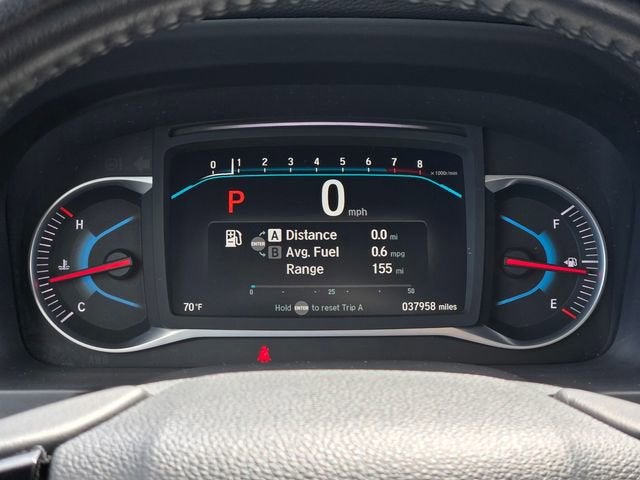 0 1 2 3 4 5 6 7 8
×1000r/min
P 0 mph
H
C
F
E
A Distance 0.0 mi
ENTER
B Avg. Fuel 0.6 mpg
Range 155 mi
0 25 50
70°F Hold ENTER to reset Trip A 037958 miles